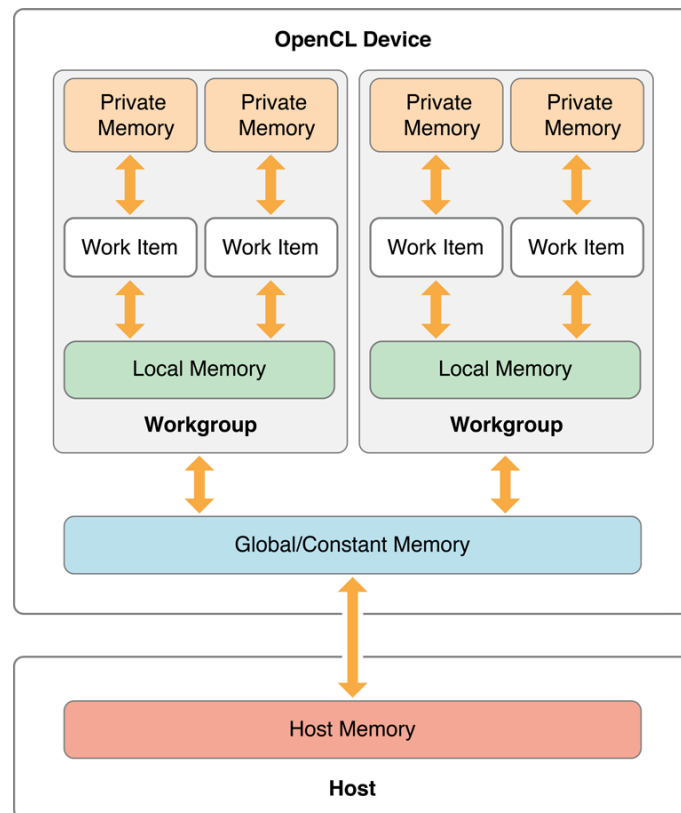 OpenCL Device
Private Memory
Private Memory
Private Memory
Private Memory
Work Item
Work Item
Work Item
Work Item
Local Memory
Local Memory
Workgroup
Workgroup
Global/Constant Memory
Host Memory
Host